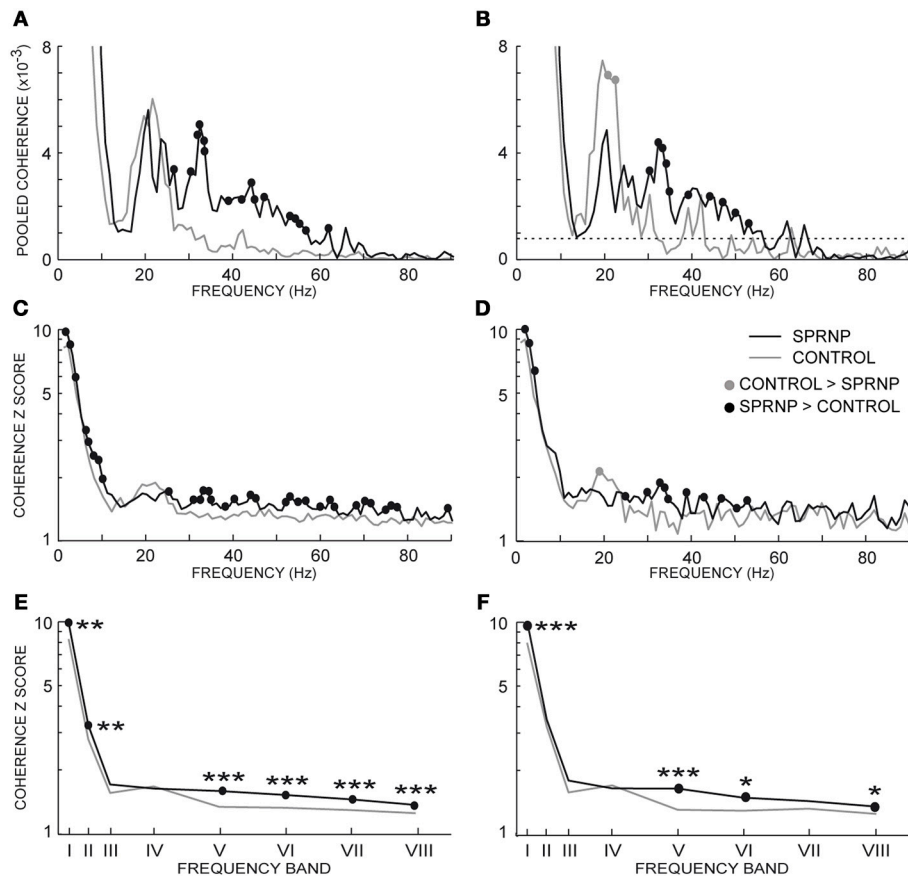 A
B
POOLED COHERENCE (x10⁻³)
8
4
0
0 20 40 60 80
FREQUENCY (Hz)
8
4
0
0 20 40 60 80
FREQUENCY (Hz)
C
D
COHERENCE Z SCORE
10
5
1
0 20 40 60 80
FREQUENCY (Hz)
10
5
1
0 20 40 60 80
FREQUENCY (Hz)
SPRNP
CONTROL
CONTROL > SPRNP
SPRNP > CONTROL
E
F
COHERENCE Z SCORE
10
5
1
** ** *** *** *** ***
I II III IV V VI VII VIII
FREQUENCY BAND
10
5
1
*** *** * *
I II III IV V VI VII VIII
FREQUENCY BAND